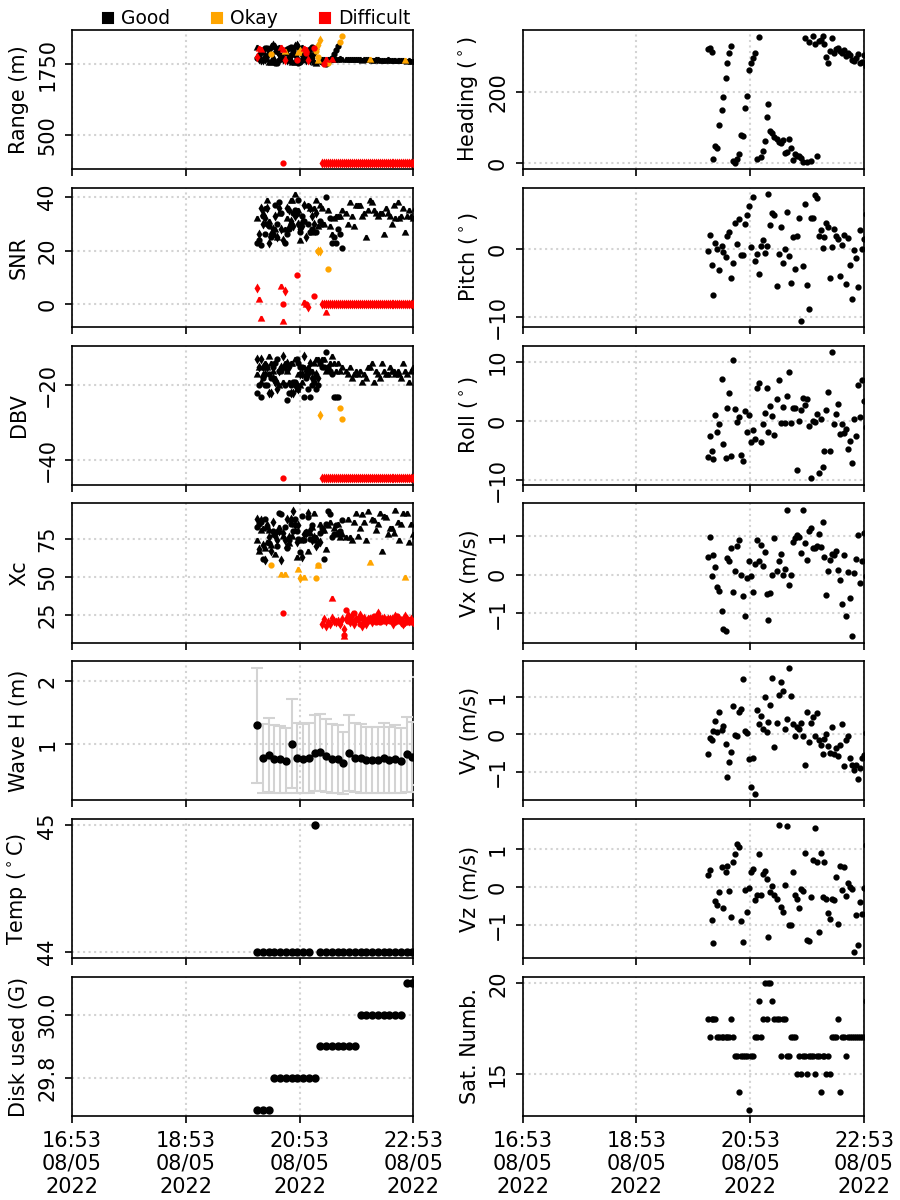 Good Okay Difficult
Range (m)
1750
500
Heading (°)
200
0
SNR
40
20
0
Pitch (°)
0
−10
DBV
−20
−40
Roll (°)
10
0
−10
Xc
75
50
25
Vx (m/s)
1
0
−1
Wave H (m)
2
1
Vy (m/s)
1
0
−1
Temp (°C)
45
44
Vz (m/s)
1
0
−1
Disk used (G)
30.0
29.8
Sat. Numb.
20
15
16:53 18:53 20:53 22:53 16:53 18:53 20:53 22:53
08/05 08/05 08/05 08/05 08/05 08/05 08/05 08/05
2022 2022 2022 2022 2022 2022 2022 2022